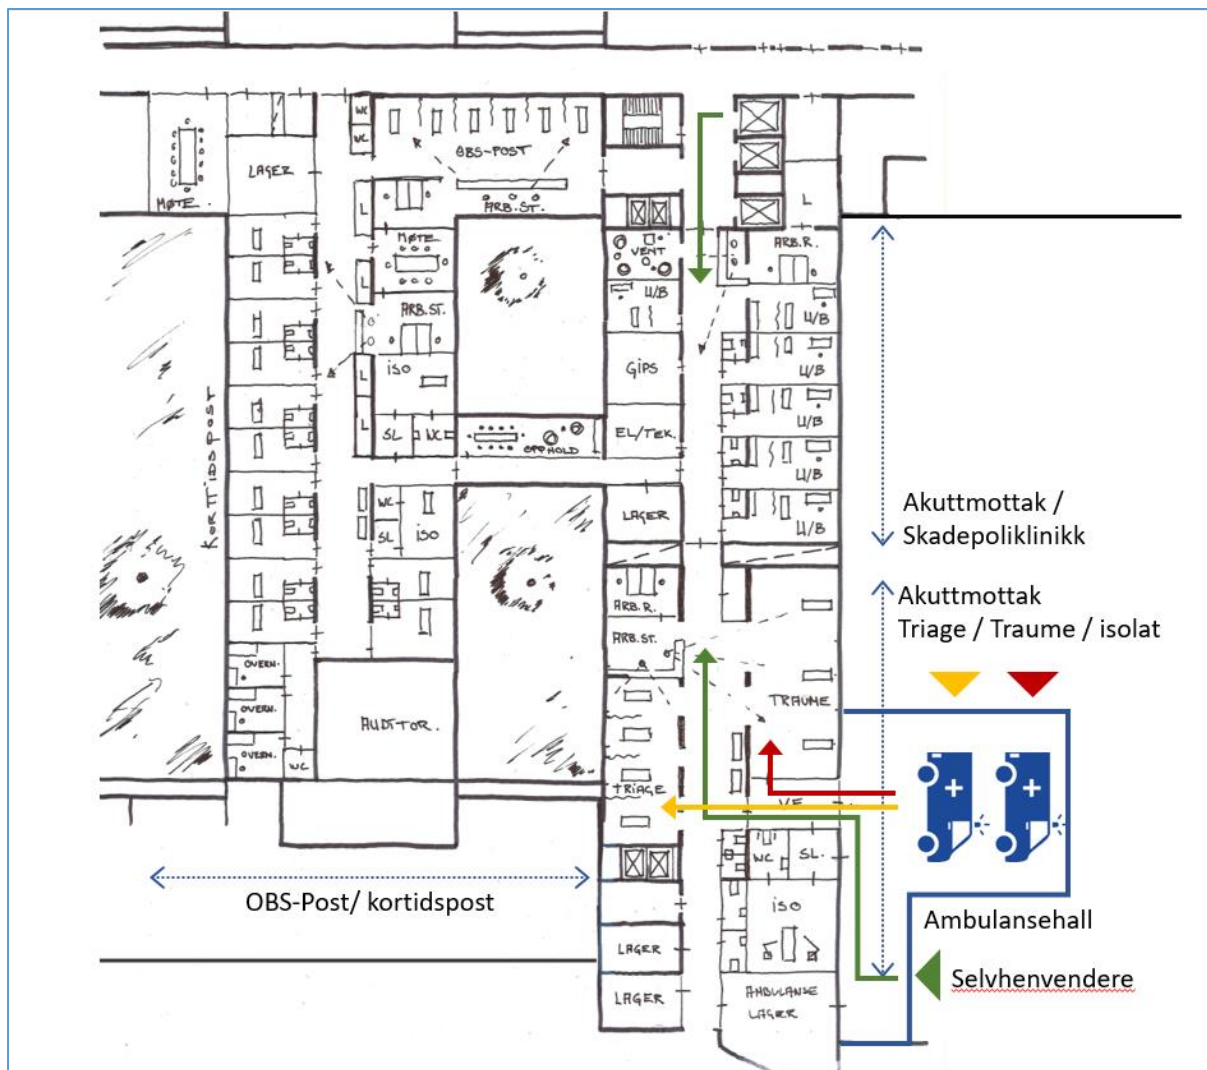 WC
WC
OBS-POST
LAGER
MØTE.
L
ARB.ST.
L
MØTE
VENT
ARB.R.
L
U/B
U/B
ARB.ST.
L
ISO
GIPS
U/B
KORTTIDSPOST
L
SL
WC
OPPHOLD
EL/TEK.
U/B
U/B
WC
SL
ISO
LAGER
U/B
Akuttmottak /
Skadepoliklinikk
ARB.R.
Akuttmottak
Triage / Traume / isolat
ARB.ST.
OVERN.
OVERN.
OVERN.
WC
AUDITOR.
TRAUME
TRIAGE
V.F.
WC
SL.
OBS-Post/ kortidspost
ISO
Ambulansehall
LAGER
Selvhenvendere
LAGER
AMBULANSE
LAGER